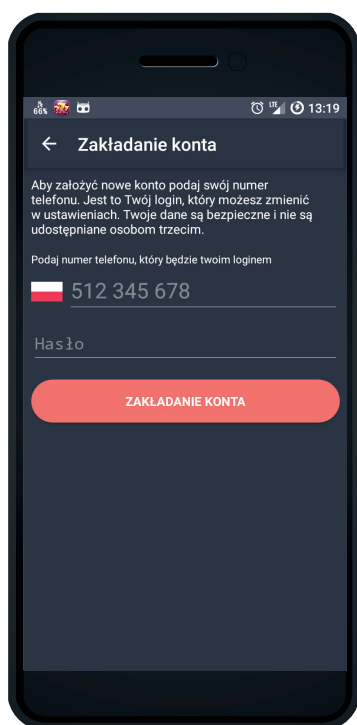 66%
LTE
13:19
Zakładanie konta
Aby założyć nowe konto podaj swój numer
telefonu. Jest to Twój login, który możesz zmienić
w ustawieniach. Twoje dane są bezpieczne i nie są
udostępniane osobom trzecim.
Podaj numer telefonu, który będzie twoim loginem
512 345 678
Hasło
ZAKŁADANIE KONTA